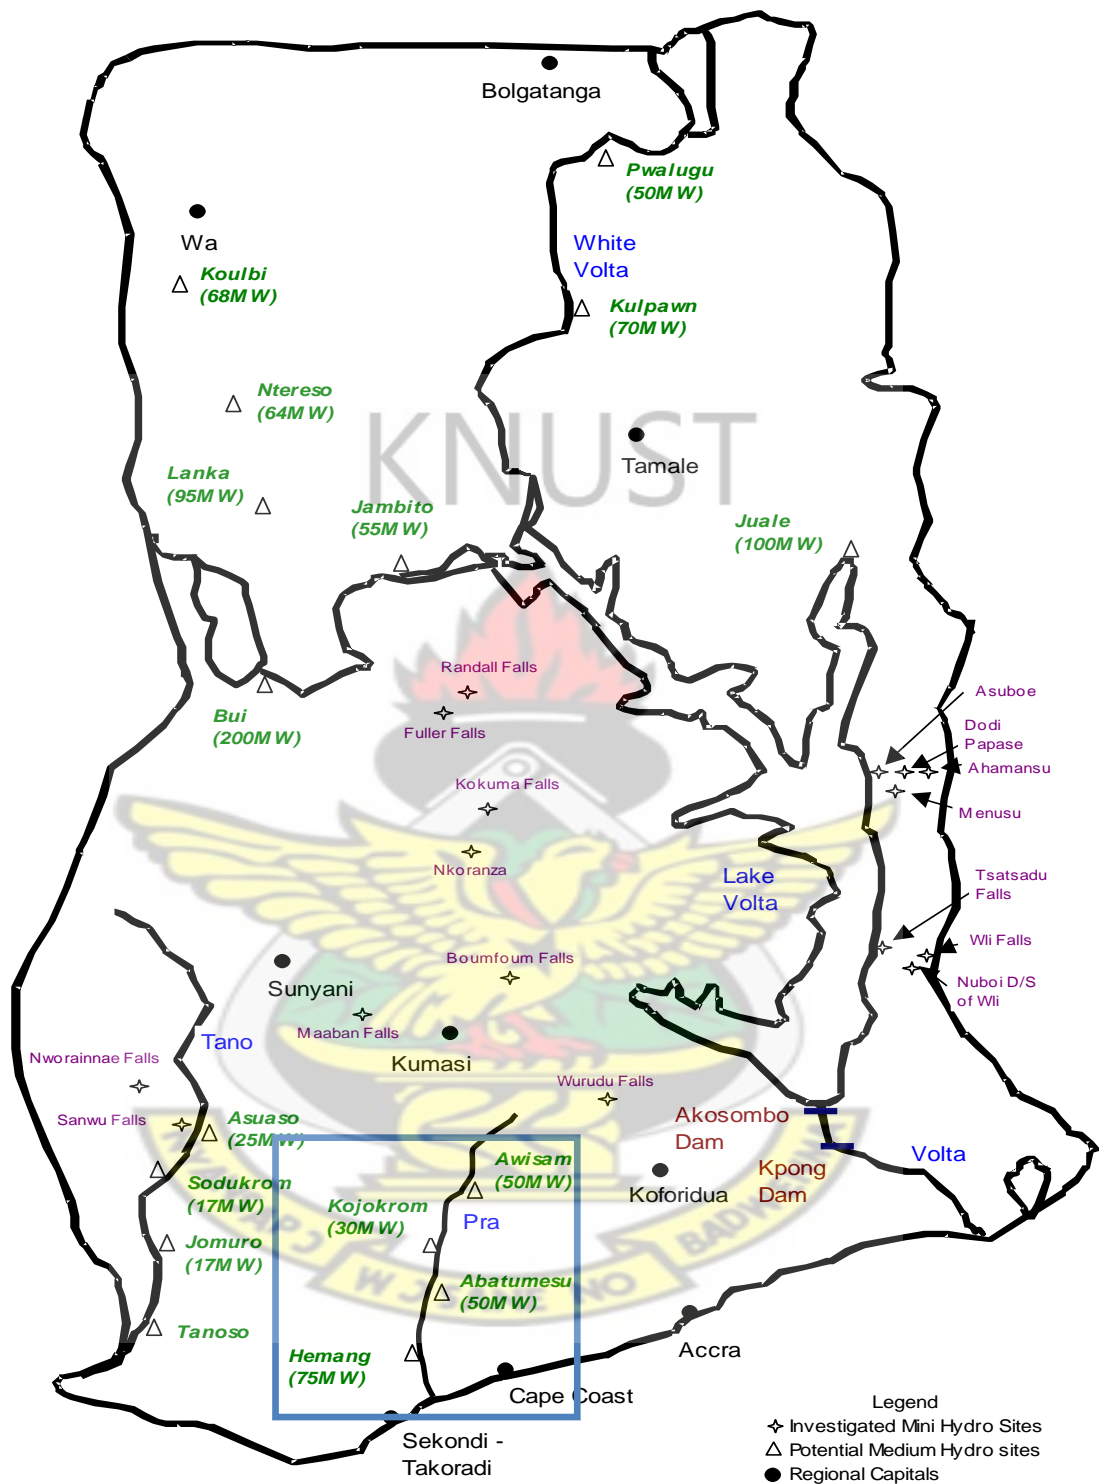 Bolgatanga
Pwalugu
(50MW)
Wa
White
Volta
Koulbi
(68MW)
Kulpawn
(70MW)
Ntereso
(64MW)
KNUST
Tamale
Lanka
(95MW)
Jambito
(55MW)
Juale
(100MW)
Randall Falls
Asuboe
Bui
(200MW)
Fuller Falls
Dodi
Papase
Ahamansu
Kokuma Falls
Menusu
Nkoranza
Lake
Volta
Tsatsadu
Falls
Wli Falls
Boumfoum Falls
Sunyani
Nuboi D/S
of Wli
Maaban Falls
Tano
Kumasi
Nworainnae Falls
Wurudu Falls
Sanwu Falls
Asuaso
(25MW)
Akosombo
Dam
Awisam
(50MW)
Volta
Kpong
Dam
Koforidua
Sodukrom
(17MW)
Kojokrom
(30MW)
Pra
Jomuro
(17MW)
Abatumesu
(50MW)
BADWENMA
W Ɔ SANE NO
Tanoso
Hemang
(75MW)
Accra
Cape Coast
Sekondi -
Takoradi
Legend
Investigated Mini Hydro Sites
Potential Medium Hydro sites
Regional Capitals